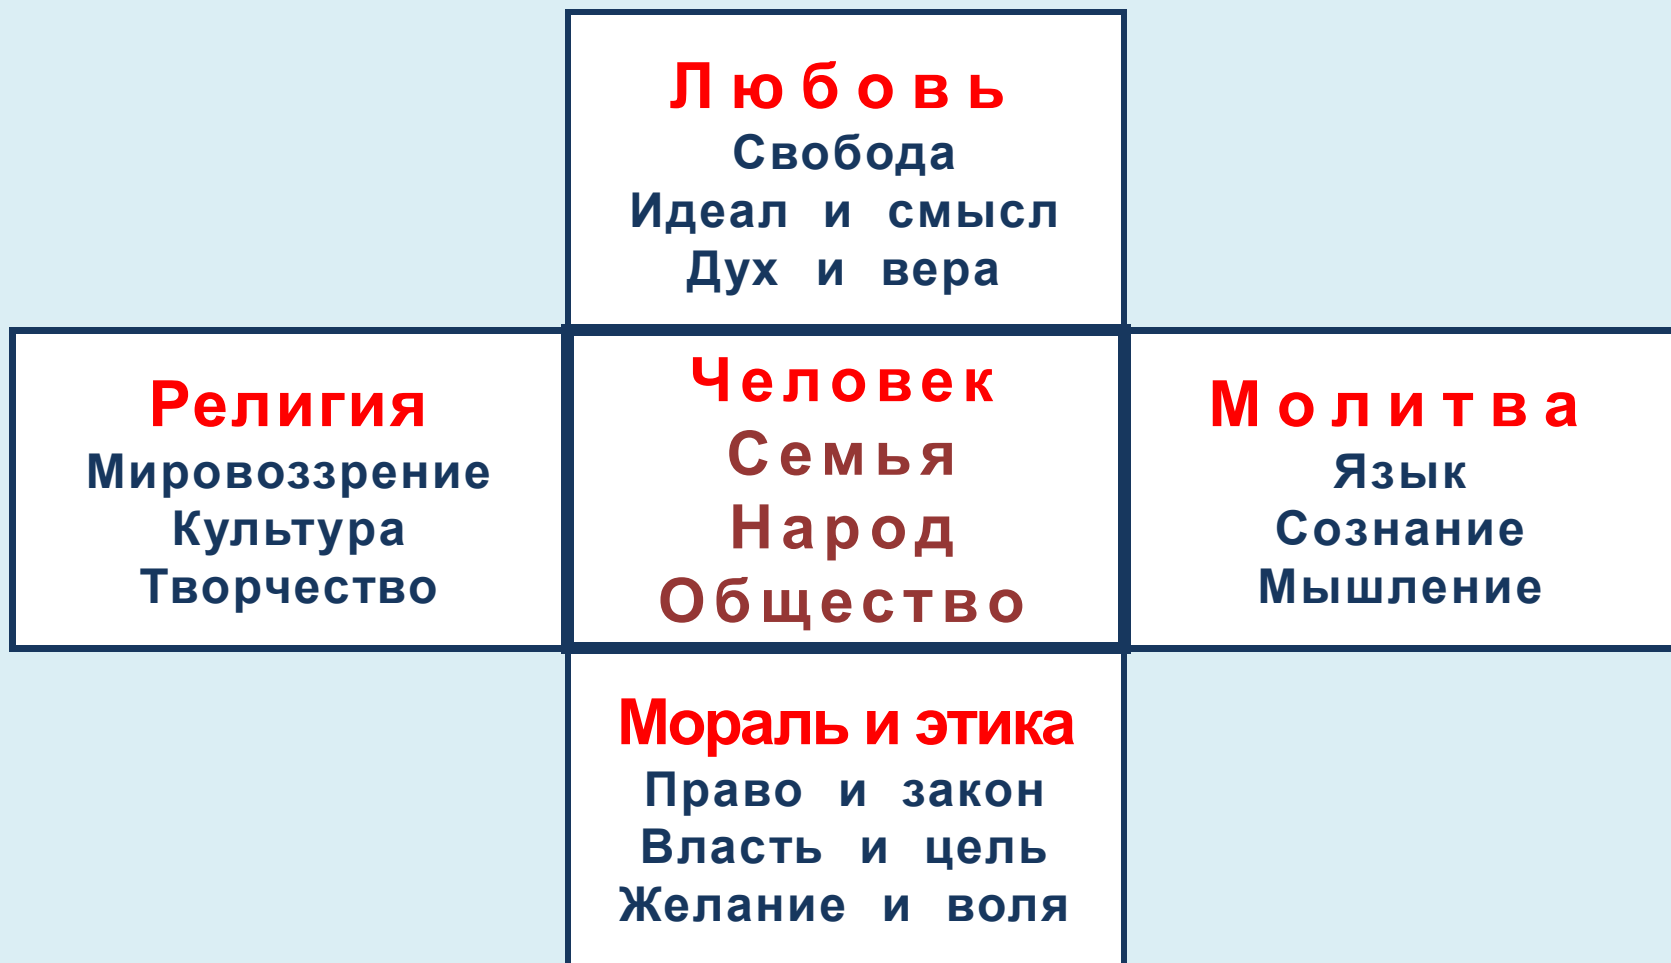 Любовь
Свобода
Идеал и смысл
Дух и вера
Религия
Мировоззрение
Культура
Творчество
Человек
Семья
Народ
Общество
Молитва
Язык
Сознание
Мышление
Мораль и этика
Право и закон
Власть и цель
Желание и воля